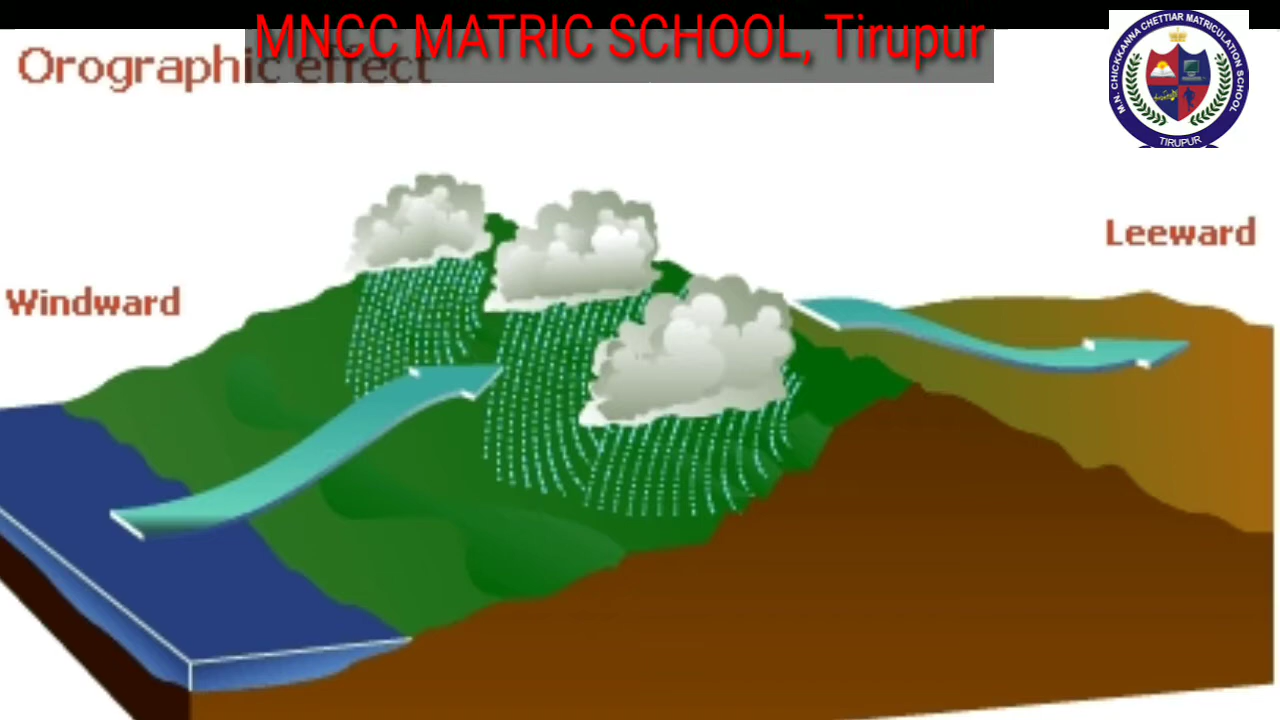 MNCC MATRIC SCHOOL, Tirupur
Orographic effect
M.N. CHICKKANNA CHETTIAR MATRICULATION SCHOOL
TIRUPUR
Leeward
Windward